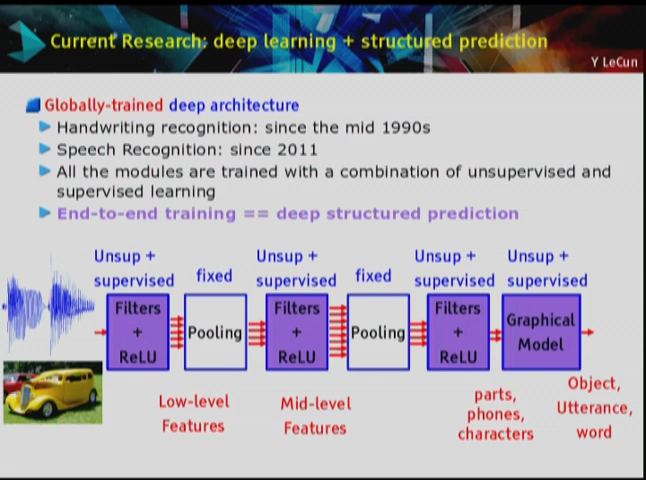 Current Research: deep learning + structured prediction
Y LeCun
Globally-trained deep architecture
Handwriting recognition: since the mid 1990s
Speech Recognition: since 2011
All the modules are trained with a combination of unsupervised and
supervised learning
End-to-end training == deep structured prediction
Unsup +
supervised
fixed
Unsup +
supervised
fixed
Unsup +
supervised
Unsup +
supervised
Filters
+
ReLU
Pooling
Filters
+
ReLU
Pooling
Filters
+
ReLU
Graphical
Model
Low-level
Features
Mid-level
Features
parts,
phones,
characters
Object,
Utterance,
word